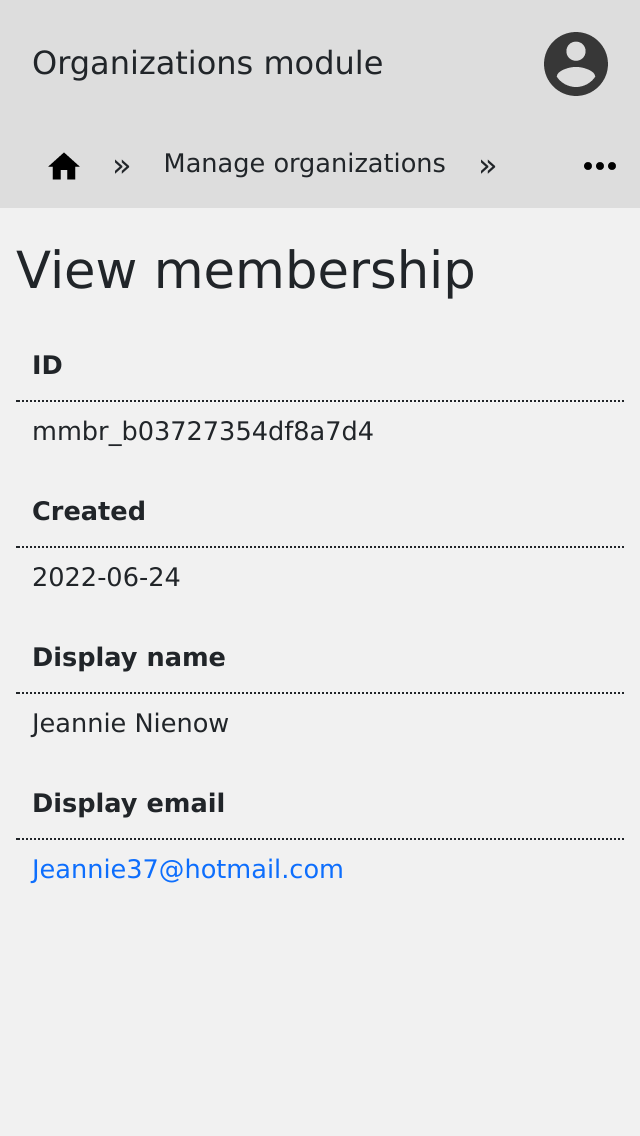 Organizations module
» Manage organizations »
View membership
ID
mmbr_b03727354df8a7d4
Created
2022-06-24
Display name
Jeannie Nienow
Display email
Jeannie37@hotmail.com